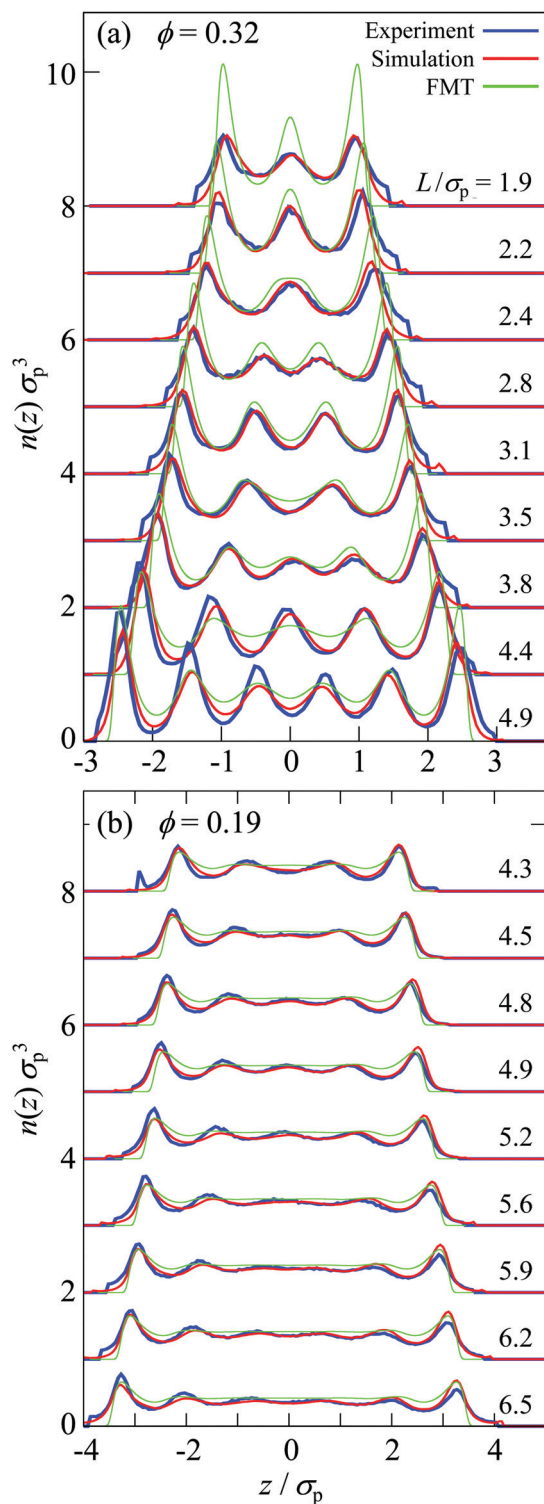 (a) ϕ = 0.32
Experiment
Simulation
FMT
L/σp = 1.9
2.2
2.4
2.8
3.1
3.5
3.8
4.4
4.9
10
8
6
4
2
0
n(z) σp³
-3 -2 -1 0 1 2 3
(b) ϕ = 0.19
4.3
4.5
4.8
4.9
5.2
5.6
5.9
6.2
6.5
8
6
4
2
0
n(z) σp³
-4 -2 0 2 4
z / σp